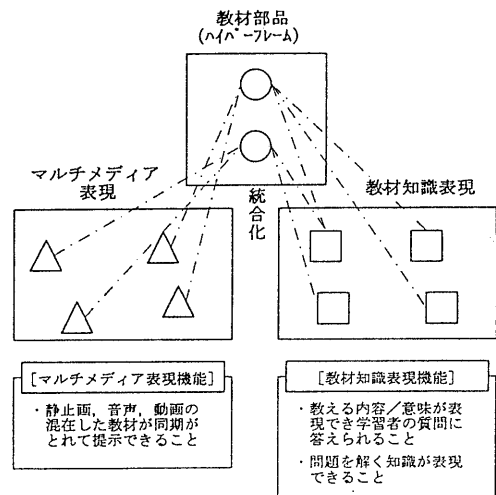 教材部品
(ハイパーフレーム)
マルチメディア
表現
統合化
教材知識表現
[マルチメディア表現機能]
・静止画，音声，動画の
混在した教材が同期が
とれて提示できること
[教材知識表現機能]
・教える内容／意味が表
現でき学習者の質問に
答えられること
・問題を解く知識が表現
できること